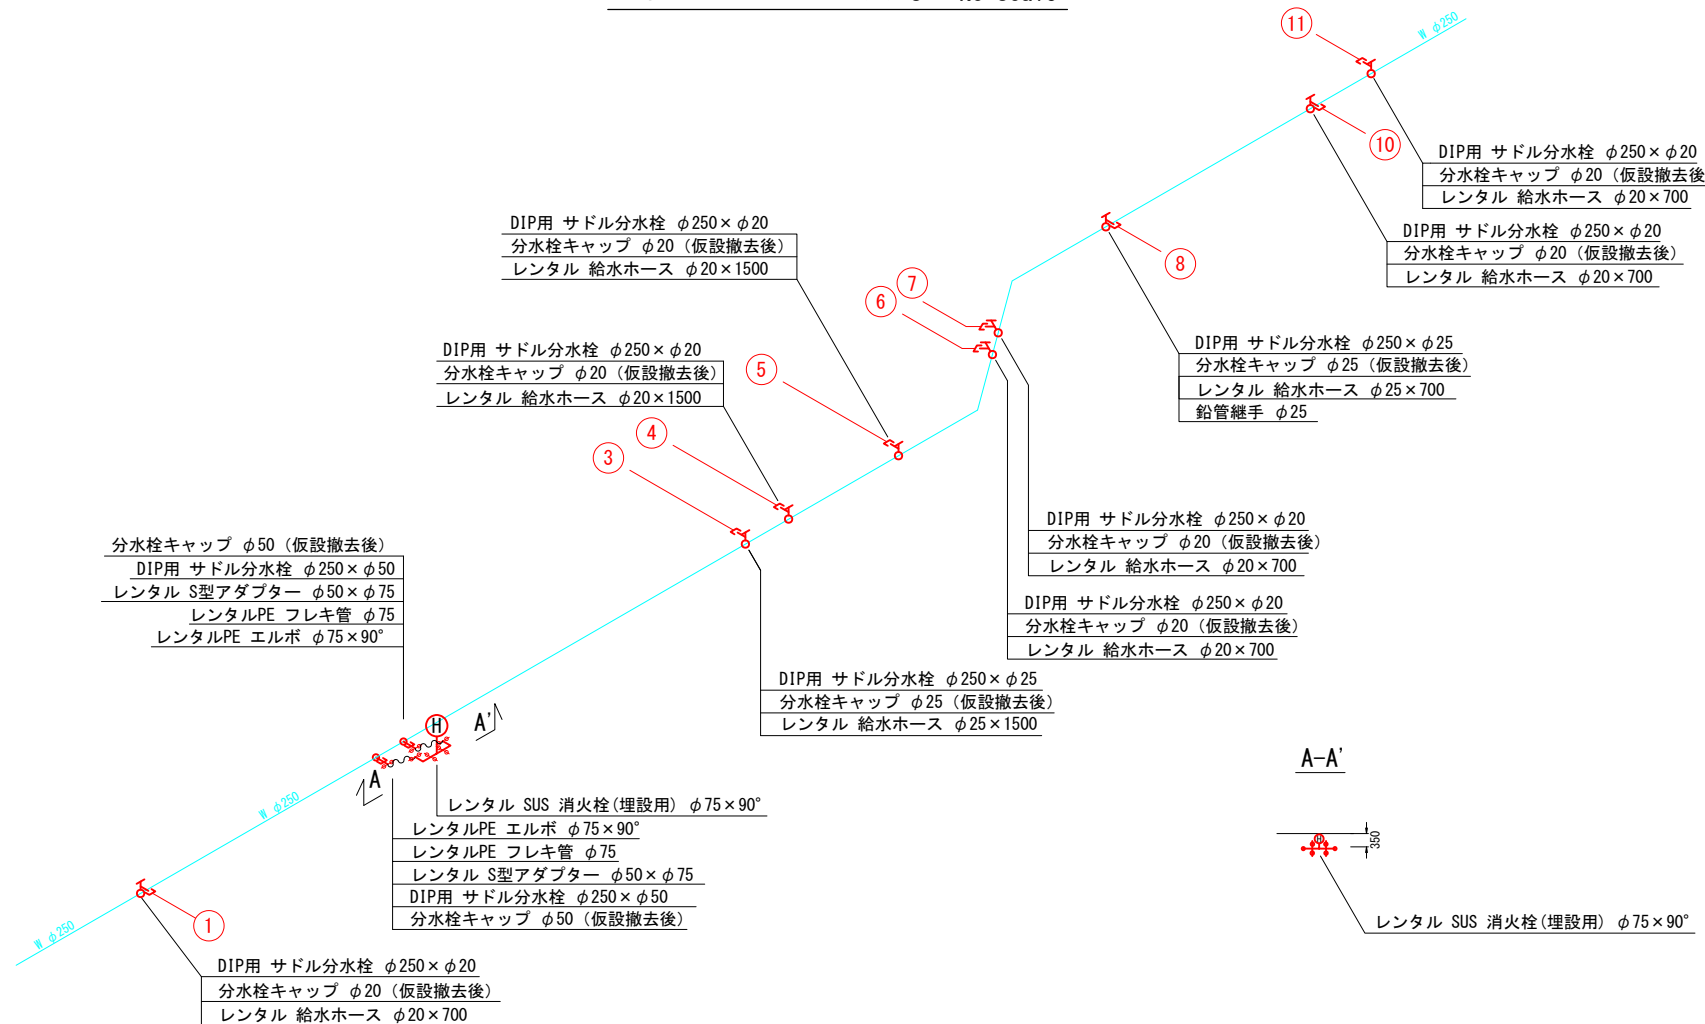 ⑪
W φ250
⑩
DIP用 サドル分水栓 φ250×φ20
分水栓キャップ φ20（仮設撤去後
レンタル 給水ホース φ20×700
DIP用 サドル分水栓 φ250×φ20
分水栓キャップ φ20（仮設撤去後）
レンタル 給水ホース φ20×700
DIP用 サドル分水栓 φ250×φ20
分水栓キャップ φ20（仮設撤去後）
レンタル 給水ホース φ20×1500
⑧
⑦
⑥
DIP用 サドル分水栓 φ250×φ25
分水栓キャップ φ25（仮設撤去後）
レンタル 給水ホース φ25×700
鉛管継手 φ25
DIP用 サドル分水栓 φ250×φ20
分水栓キャップ φ20（仮設撤去後）
レンタル 給水ホース φ20×1500
⑤
④
③
DIP用 サドル分水栓 φ250×φ20
分水栓キャップ φ20（仮設撤去後）
レンタル 給水ホース φ20×700
DIP用 サドル分水栓 φ250×φ20
分水栓キャップ φ20（仮設撤去後）
レンタル 給水ホース φ20×700
分水栓キャップ φ50（仮設撤去後）
DIP用 サドル分水栓 φ250×φ50
レンタル S型アダプター φ50×φ75
レンタルPE フレキ管 φ75
レンタルPE エルボ φ75×90°
DIP用 サドル分水栓 φ250×φ25
分水栓キャップ φ25（仮設撤去後）
レンタル 給水ホース φ25×1500
H
A'
A
W φ250
レンタル SUS 消火栓(埋設用) φ75×90°
レンタルPE エルボ φ75×90°
レンタルPE フレキ管 φ75
レンタル S型アダプター φ50×φ75
DIP用 サドル分水栓 φ250×φ50
分水栓キャップ φ50（仮設撤去後）
A-A'
H
350
レンタル SUS 消火栓(埋設用) φ75×90°
①
W φ250
DIP用 サドル分水栓 φ250×φ20
分水栓キャップ φ20（仮設撤去後）
レンタル 給水ホース φ20×700